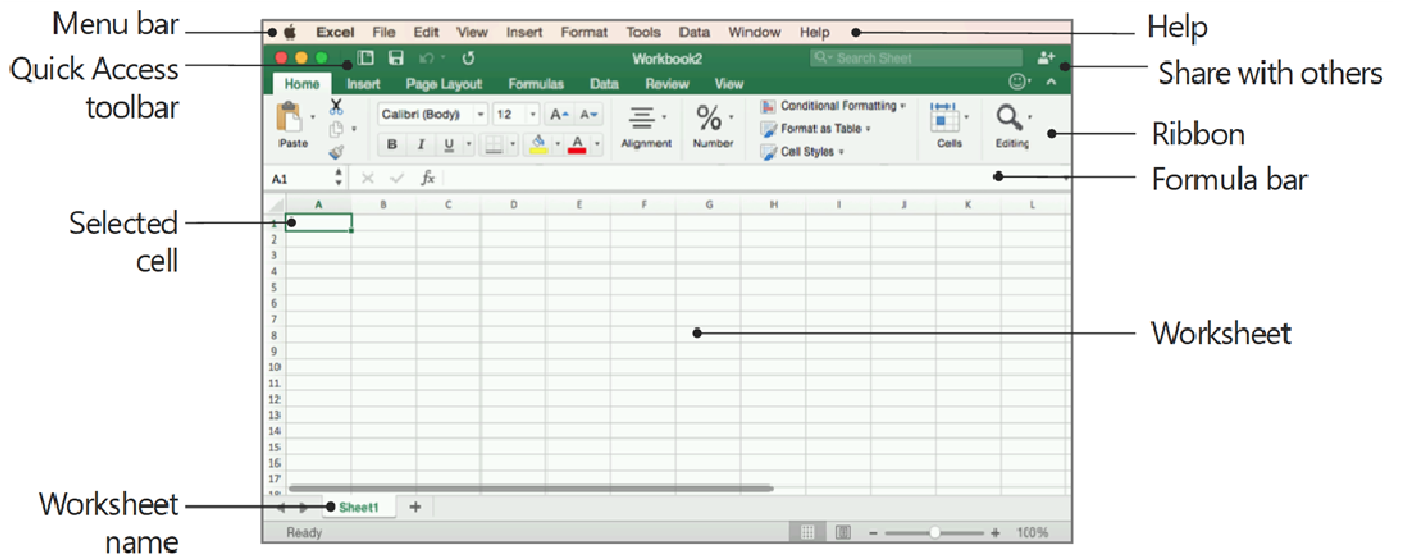 Menu bar
Quick Access
toolbar
Selected
cell
Worksheet
name
Excel File Edit View Insert Format Tools Data Window Help
Workbook2
Search Sheet
Home Insert Page Layout Formulas Data Review View
Calibri (Body) 12 A A
Conditional Formatting
Format as Table
Cell Styles
B I U A
%
Paste Alignment Number Cells Editing
A1 fx
A B C D E F G H I J K L
1
2
3
4
5
6
7
8
9
10
11
12
13
14
15
16
17
18
Sheet1 +
Ready 100%
Help
Share with others
Ribbon
Formula bar
Worksheet